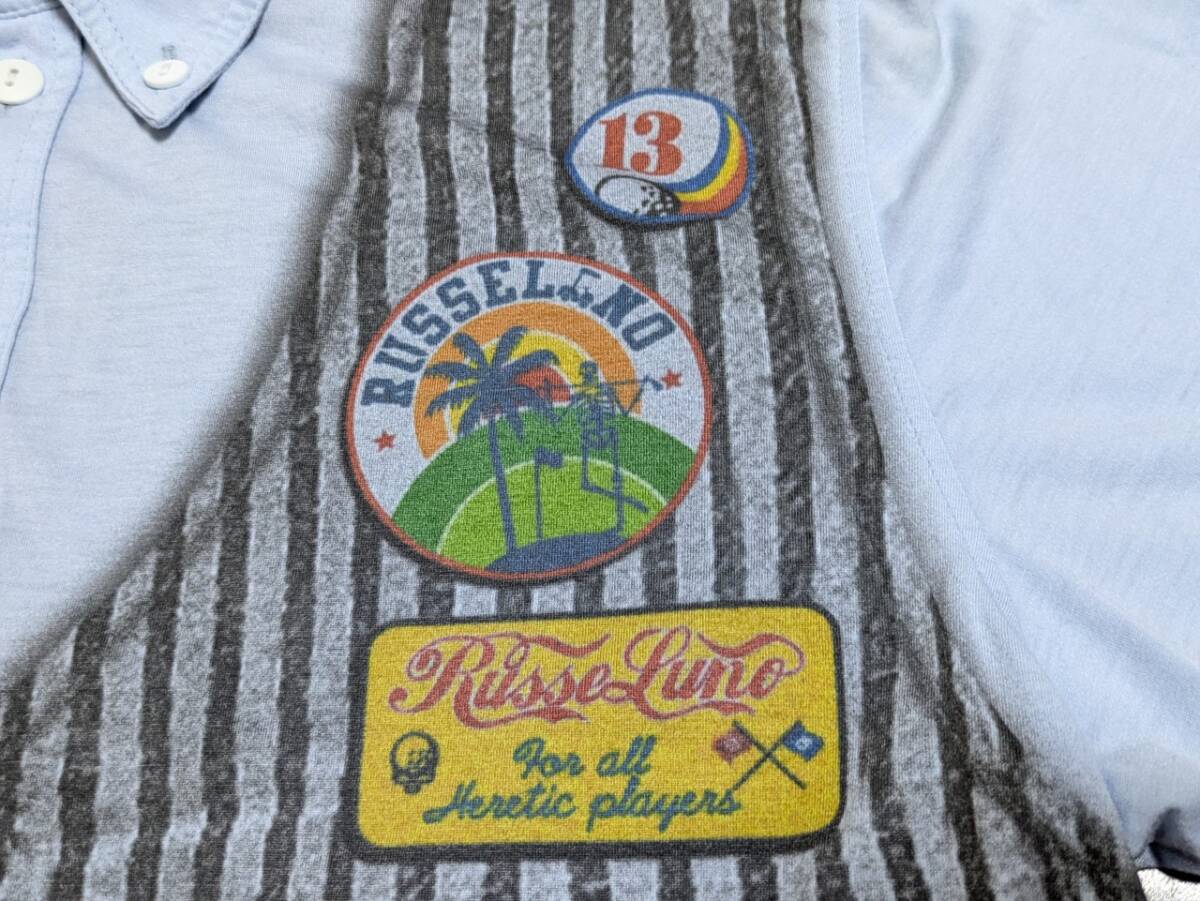 13
RUSSELUNO
RusseLuno
For all
Heretic players